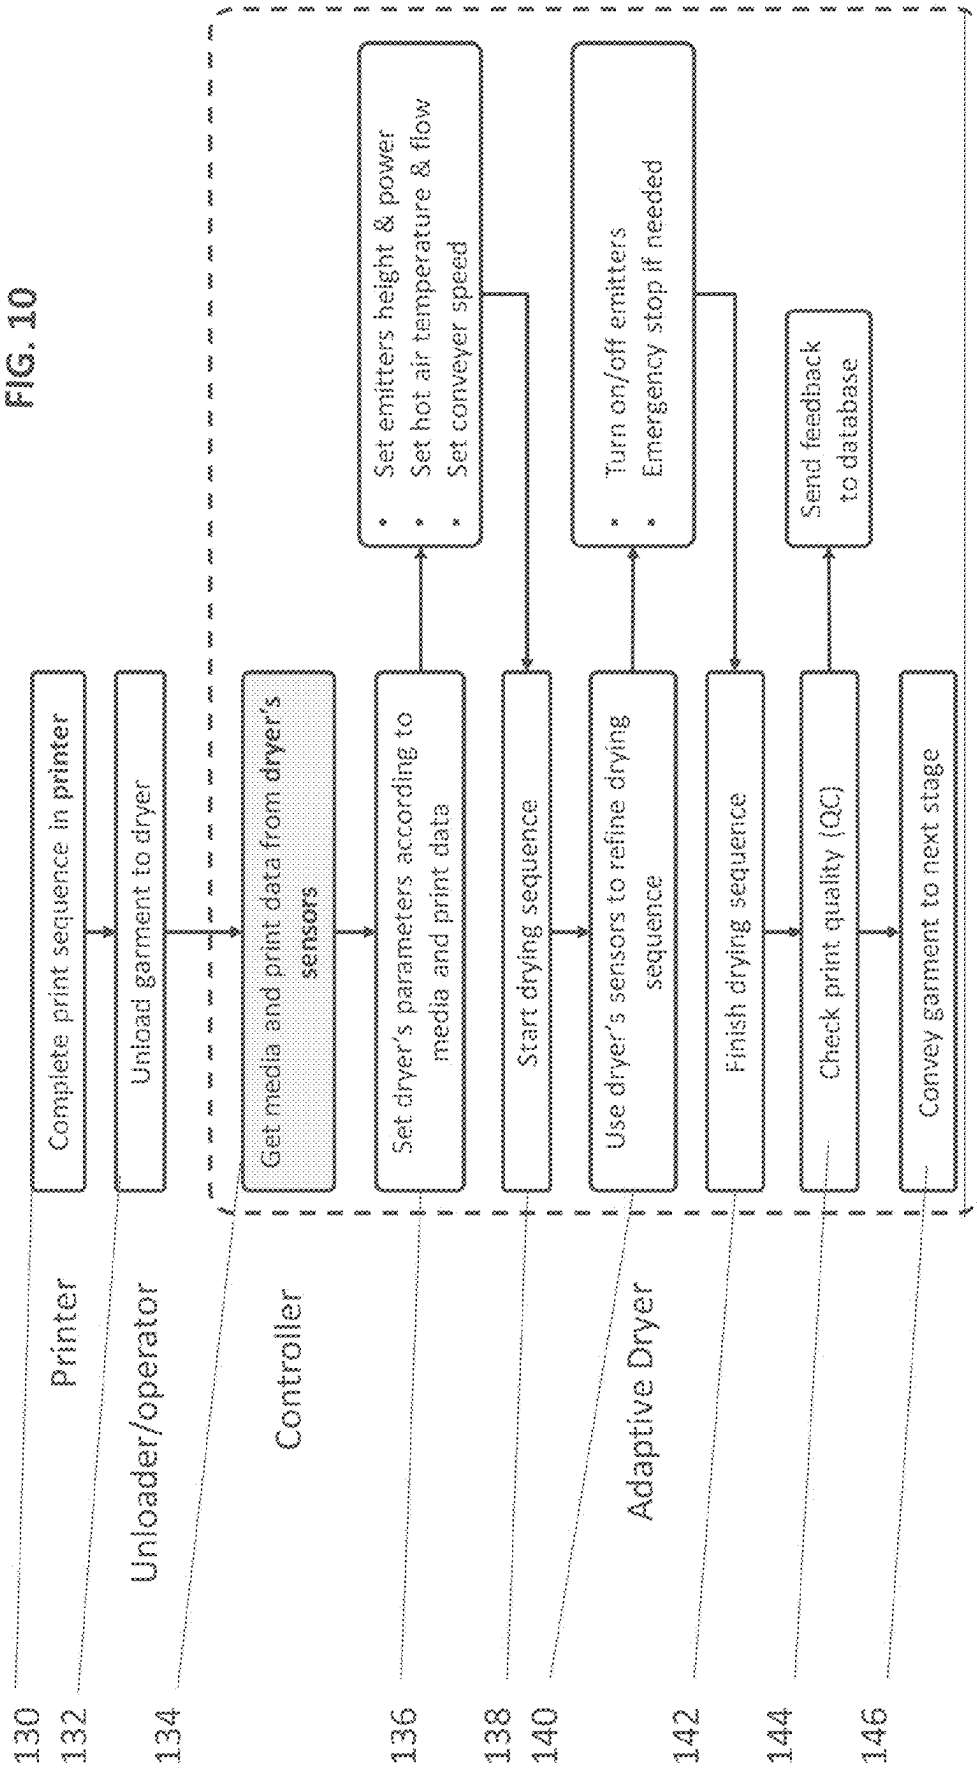 FIG. 10
130
Printer
Complete print sequence in printer
132
Unloader/operator
Unload garment to dryer
134
Controller
Get media and print data from dryer's
sensors
136
Set dryer's parameters according to
media and print data
• Set emitters height & power
• Set hot air temperature & flow
• Set conveyer speed
138
Start drying sequence
140
Adaptive Dryer
Use dryer's sensors to refine drying
sequence
• Turn on/off emitters
• Emergency stop if needed
142
Finish drying sequence
144
Check print quality (QC)
Send feedback
to database
146
Convey garment to next stage